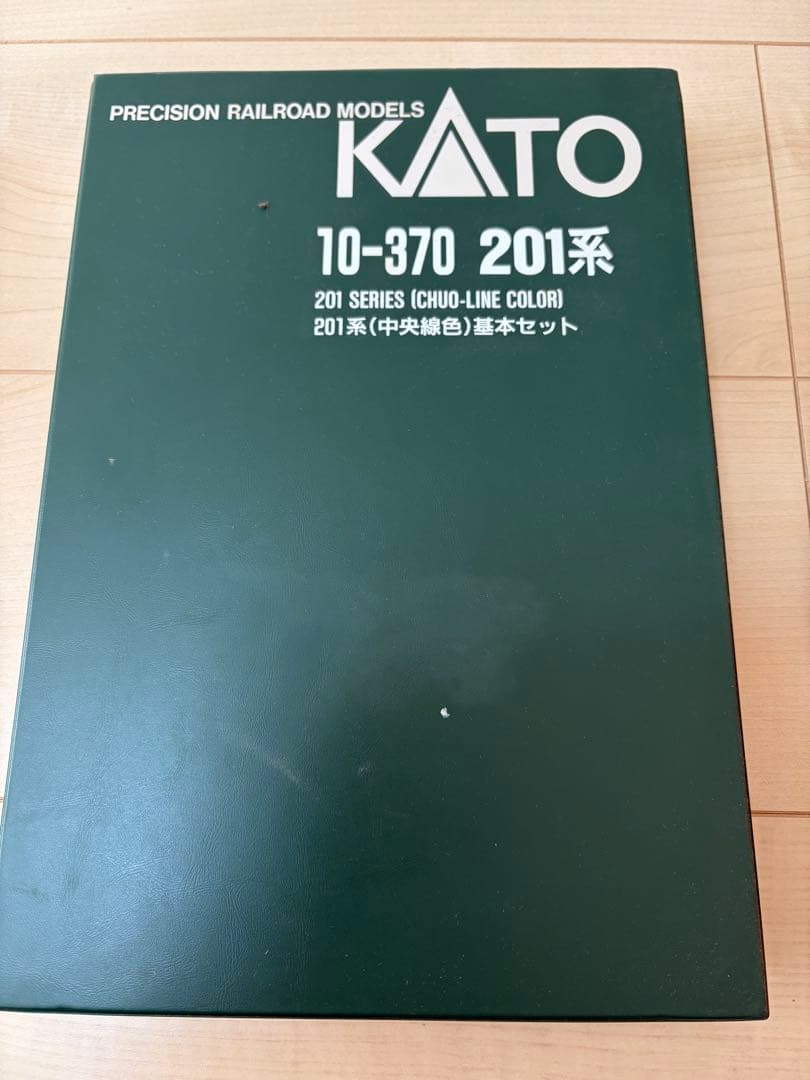 PRECISION RAILROAD MODELS
KATO
10-370 201系
201 SERIES (CHUO-LINE COLOR)
201系(中央線色)基本セット